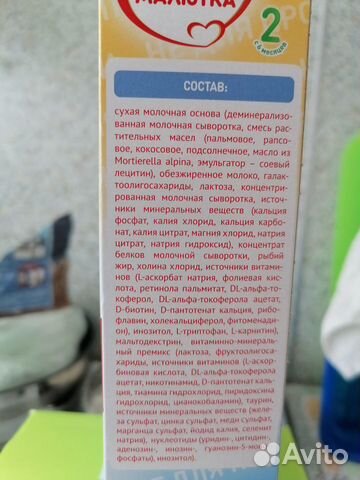 МАЛЮТКА
2
с 6 месяцев
СОСТАВ:
сухая молочная основа (деминерализо-
ванная молочная сыворотка, смесь рас-
тительных масел (пальмовое, рапсо-
вое, кокосовое, подсолнечное, масло из
Mortierella alpina, эмульгатор – соевый
лецитин), обезжиренное молоко, галак-
тоолигосахариды, лактоза, концентри-
рованная молочная сыворотка, источ-
ники минеральных веществ (кальция
фосфат, калия хлорид, кальция карбо-
нат, калия цитрат, магния хлорид, натрия
цитрат, натрия гидроксид), концентрат
белков молочной сыворотки, рыбий
жир, холина хлорид, источники витами-
нов (L-аскорбат натрия, фолиевая кис-
лота, ретинола пальмитат, DL-альфа-то-
коферол, DL-альфа-токоферола ацетат,
D-биотин, D-пантотенат кальция, рибо-
флавин, холекальциферол, фитоменади-
он), инозитол, L-триптофан, L-карнитин),
мальтодекстрин, витаминно-минераль-
ный премикс (лактоза, фруктоолигоса-
хариды, источники витаминов (L-аскор-
биновая кислота, DL-альфа-токоферола
ацетат, никотинамид, D-пантотенат каль-
ция, тиамина гидрохлорид, пиридоксина
гидрохлорид, цианокобаламин), таурин,
источники минеральных веществ (желе-
за сульфат, цинка сульфат, меди сульфат,
марганца сульфат, йодид калия, селенит
натрия), нуклеотиды (уридин-, цитидин-,
аденозин-, инозин-, гуанозин-5-моно-
фосфаты), инозитол).
Avito